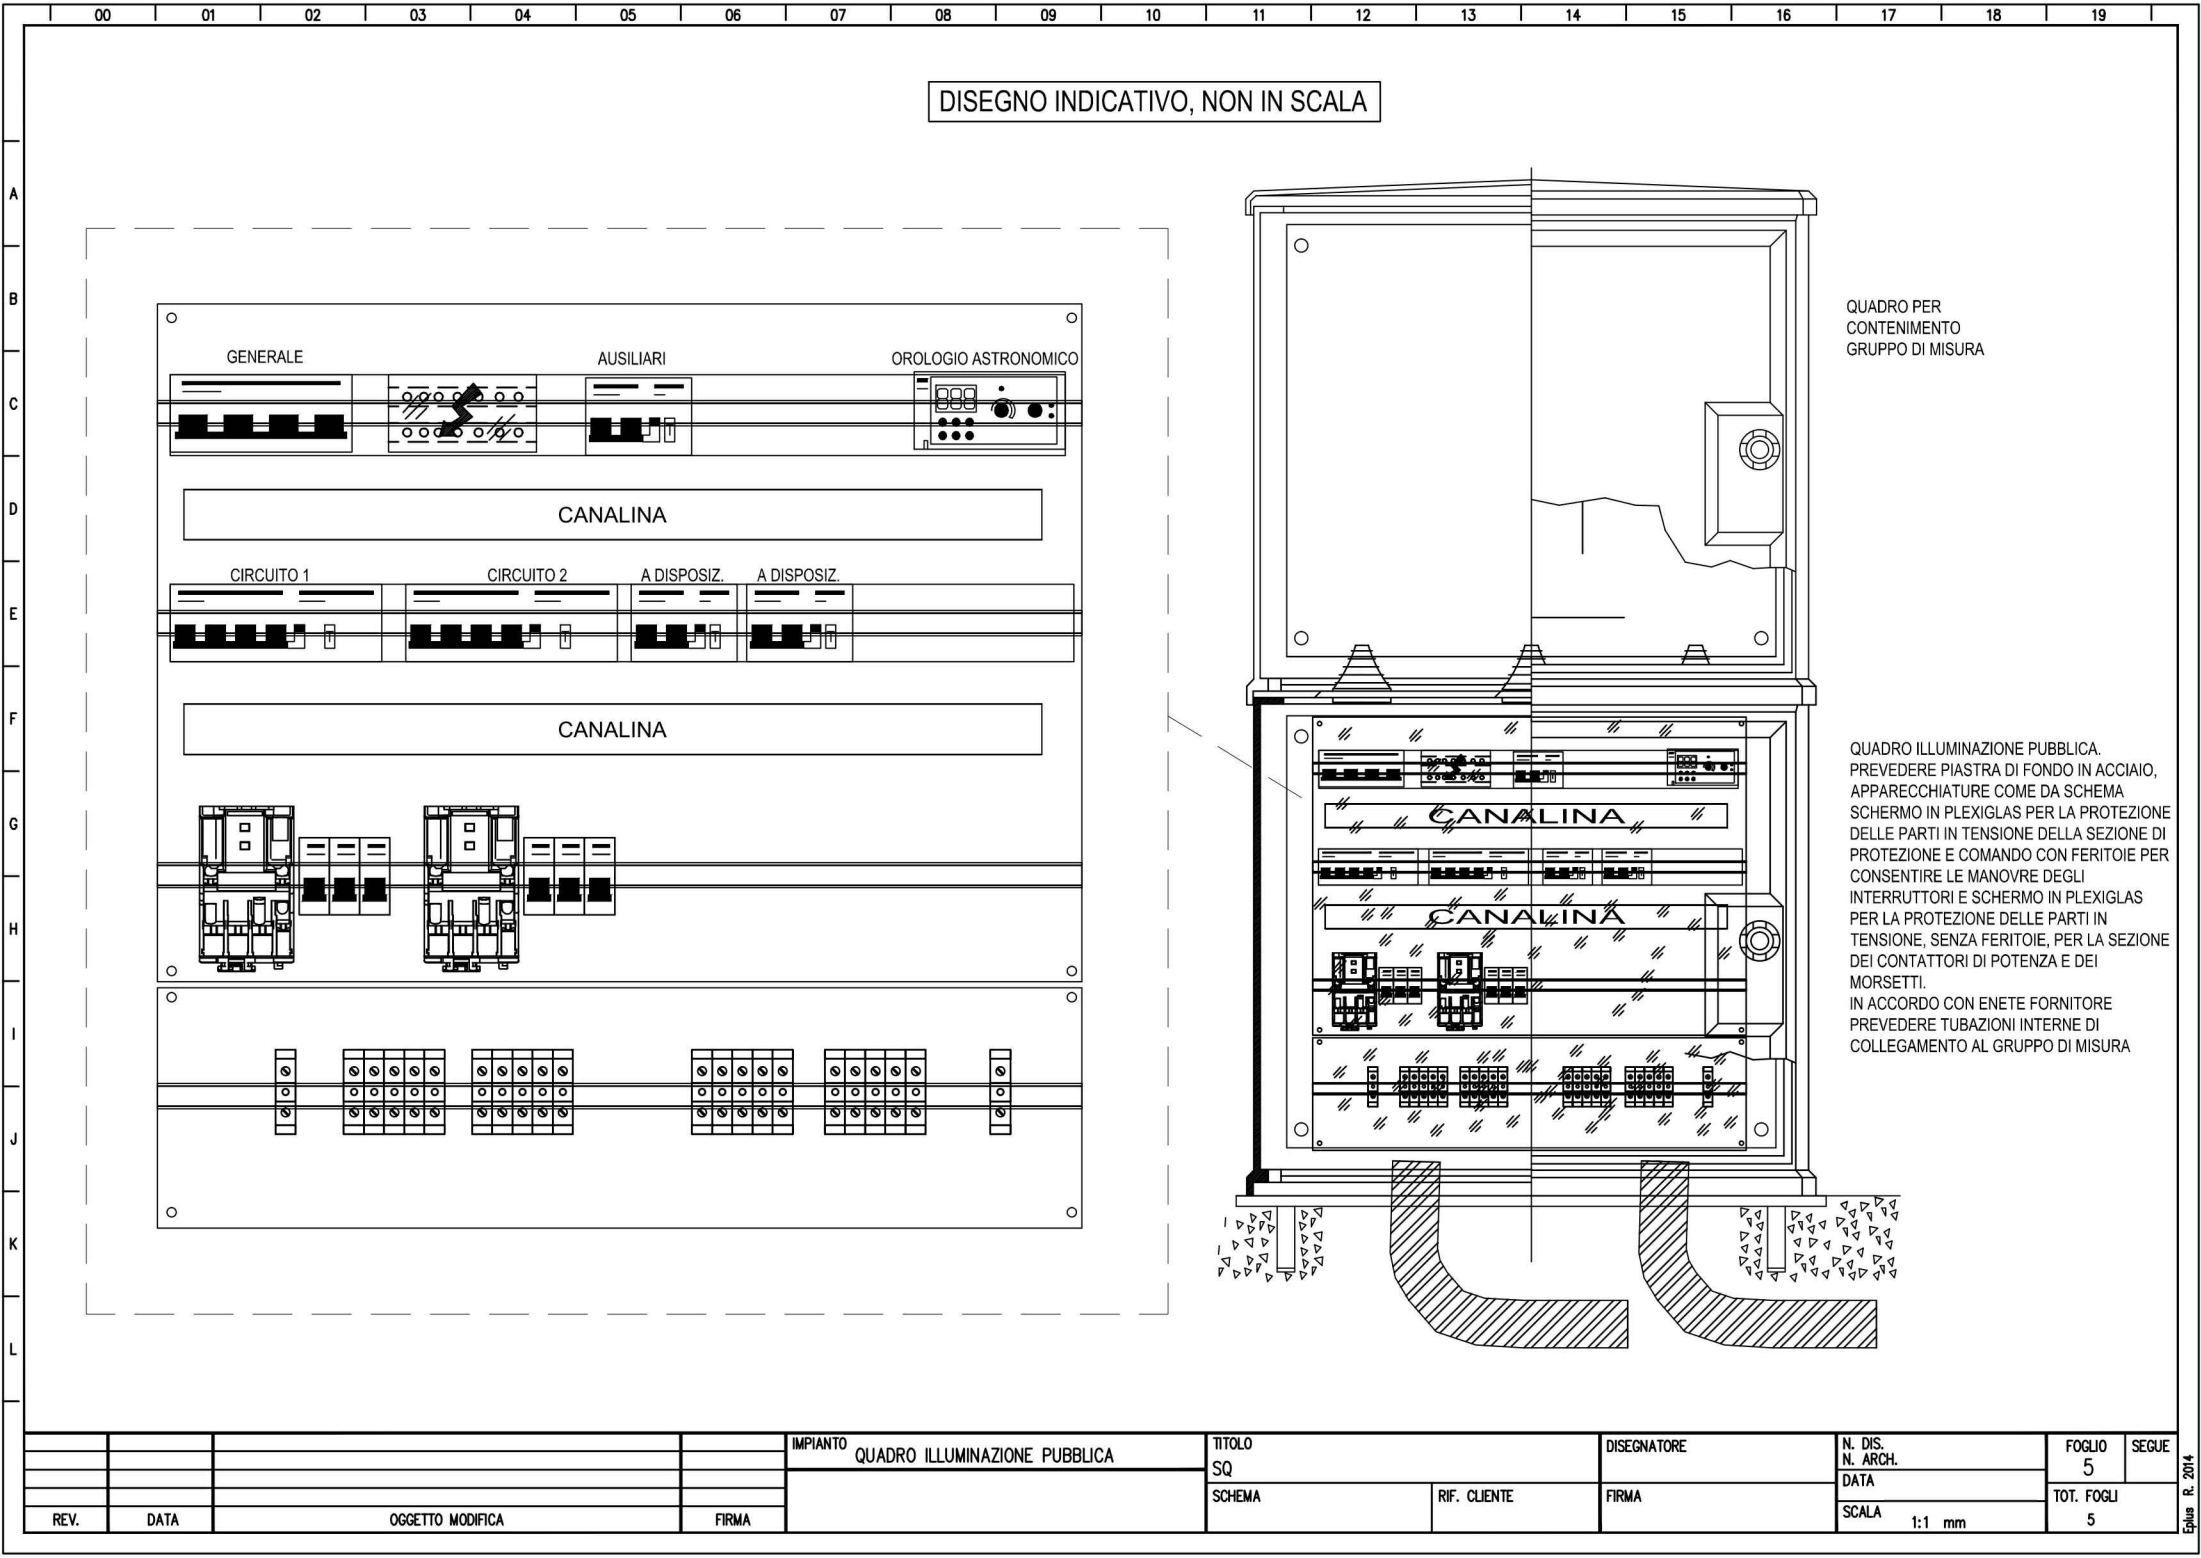 00 01 02 03 04 05 06 07 08 09 10 11 12 13 14 15 16 17 18 19
DISEGNO INDICATIVO, NON IN SCALA
A
B
C
D
E
F
G
H
I
J
K
L
GENERALE
AUSILIARI
OROLOGIO ASTRONOMICO
CANALINA
CIRCUITO 1
CIRCUITO 2
A DISPOSIZ.
A DISPOSIZ.
CANALINA
QUADRO PER
CONTENIMENTO
GRUPPO DI MISURA
CANALINA
CANALINA
QUADRO ILLUMINAZIONE PUBBLICA.
PREVEDERE PIASTRA DI FONDO IN ACCIAIO,
APPARECCHIATURE COME DA SCHEMA
SCHERMO IN PLEXIGLAS PER LA PROTEZIONE
DELLE PARTI IN TENSIONE DELLA SEZIONE DI
PROTEZIONE E COMANDO CON FERITOIE PER
CONSENTIRE LE MANOVRE DEGLI
INTERRUTTORI E SCHERMO IN PLEXIGLAS
PER LA PROTEZIONE DELLE PARTI IN
TENSIONE, SENZA FERITOIE, PER LA SEZIONE
DEI CONTATTORI DI POTENZA E DEI
MORSETTI.
IN ACCORDO CON ENETE FORNITORE
PREVEDERE TUBAZIONI INTERNE DI
COLLEGAMENTO AL GRUPPO DI MISURA
REV.
DATA
OGGETTO MODIFICA
FIRMA
IMPIANTO
QUADRO ILLUMINAZIONE PUBBLICA
TITOLO
SQ
SCHEMA
RIF. CLIENTE
DISEGNATORE
FIRMA
N. DIS.
N. ARCH.
DATA
SCALA
1:1 mm
FOGLIO
5
SEGUE
TOT. FOGLI
5
Eplus R. 2014